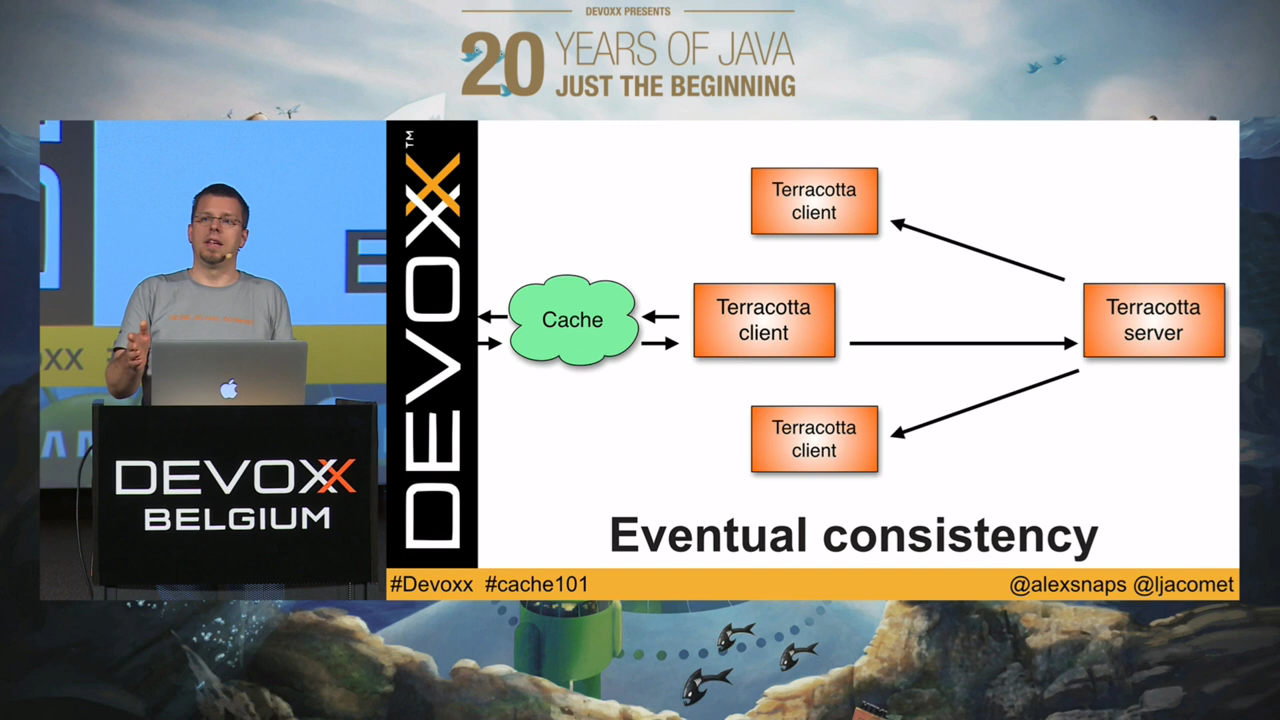 DEVOXX PRESENTS
20 YEARS OF JAVA
JUST THE BEGINNING
DEVOXX™
Terracotta
client
Cache
Terracotta
client
Terracotta
server
Terracotta
client
Eventual consistency
DEVOXX
BELGIUM
#Devoxx #cache101
@alexsnaps @ljacomet